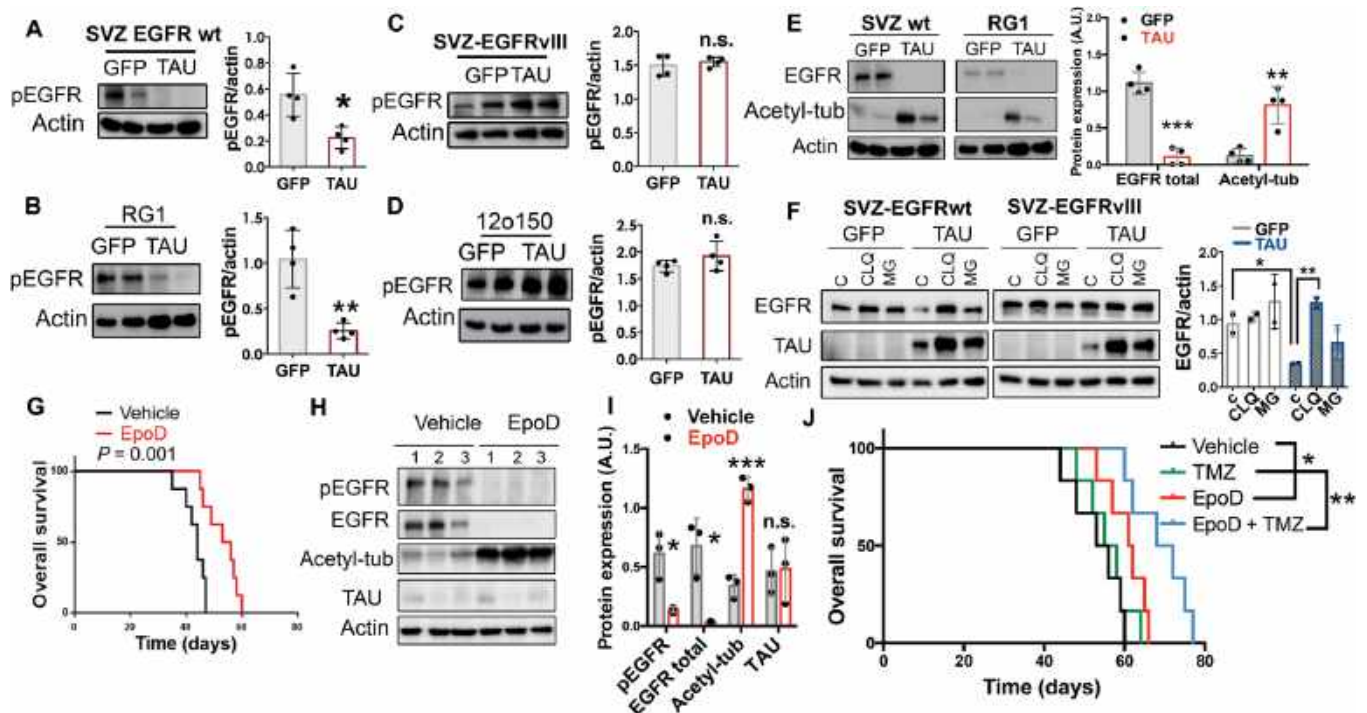 A
SVZ EGFR wt
GFP TAU
pEGFR
Actin
pEGFR/actin
0.8
0.6
0.4
0.2
0.0
*
GFP TAU
B
RG1
GFP TAU
pEGFR
Actin
pEGFR/actin
1.5
1.0
0.5
0.0
**
GFP TAU
C
SVZ-EGFRvIII
GFP TAU
pEGFR
Actin
pEGFR/actin
2.0
1.5
1.0
0.5
0.0
n.s.
GFP TAU
D
12o150
GFP TAU
pEGFR
Actin
pEGFR/actin
2.5
2.0
1.5
1.0
0.5
0.0
n.s.
GFP TAU
E
SVZ wt RG1
GFP TAU GFP TAU
EGFR
Acetyl-tub
Actin
Protein expression (A.U.)
2.0
1.5
1.0
0.5
0.0
GFP
TAU
***
**
EGFR total Acetyl-tub
F
SVZ-EGFRwt SVZ-EGFRvIII
GFP TAU GFP TAU
C CLQ MG C CLQ MG C CLQ MG C CLQ MG
EGFR
TAU
Actin
EGFR/actin
2.0
1.5
1.0
0.5
0.0
GFP
TAU
*
**
C CLQ MG C CLQ MG
G
Vehicle
EpoD
P = 0.001
Overall survival
100
50
0
0 20 40 60 80
Time (days)
H
Vehicle EpoD
1 2 3 1 2 3
pEGFR
EGFR
Acetyl-tub
TAU
Actin
I
Vehicle
EpoD
Protein expression (A.U.)
1.5
1.0
0.5
0.0
*
*
***
n.s.
pEGFR
EGFR total
Acetyl-tub
TAU
J
Overall survival
100
50
0
0 20 40 60 80
Time (days)
Vehicle
TMZ
EpoD
EpoD + TMZ
*
**